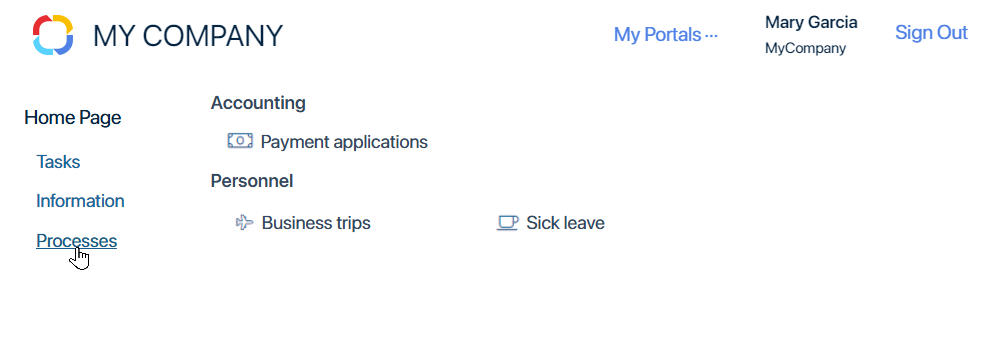 MY COMPANY
My Portals ···
Mary Garcia
MyCompany
Sign Out
Home Page
Tasks
Information
Processes
Accounting
Payment applications
Personnel
Business trips
Sick leave